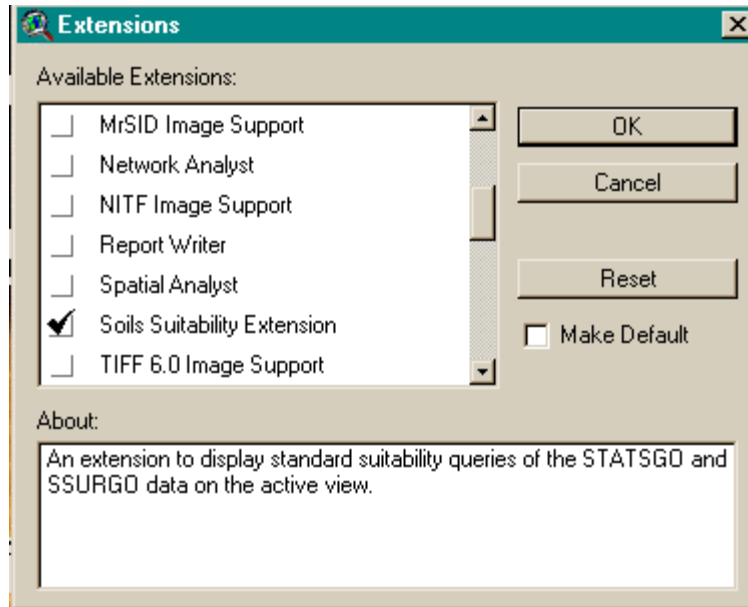 Extensions
Available Extensions:
MrSID Image Support
Network Analyst
NITF Image Support
Report Writer
Spatial Analyst
Soils Suitability Extension
TIFF 6.0 Image Support
OK
Cancel
Reset
Make Default
About:
An extension to display standard suitability queries of the STATSGO and
SSURGO data on the active view.